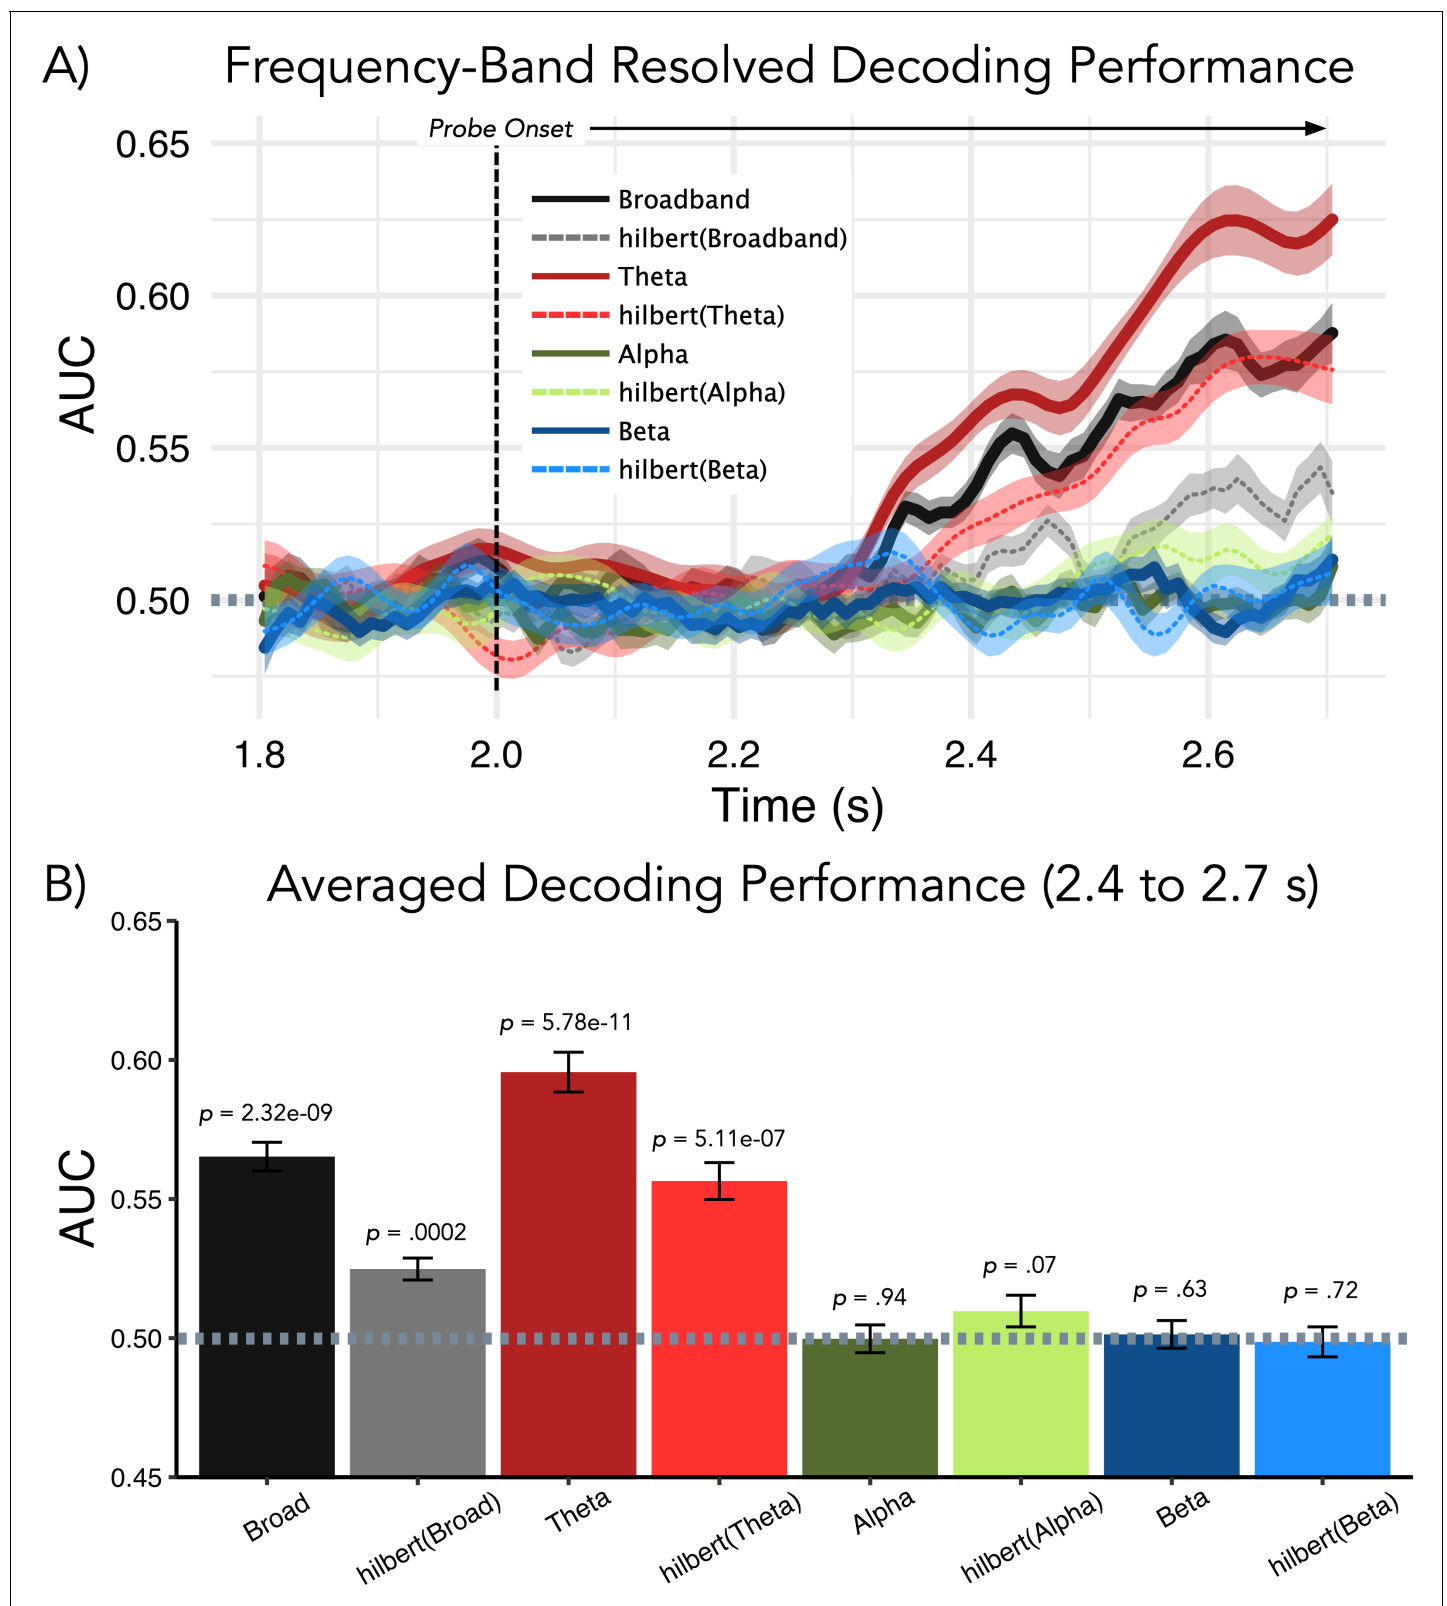 A) Frequency-Band Resolved Decoding Performance
Probe Onset
0.65
0.60
0.55
0.50
AUC
Broadband
hilbert(Broadband)
Theta
hilbert(Theta)
Alpha
hilbert(Alpha)
Beta
hilbert(Beta)
1.8 2.0 2.2 2.4 2.6
Time (s)
B) Averaged Decoding Performance (2.4 to 2.7 s)
0.65
0.60
0.55
0.50
0.45
AUC
p = 2.32e-09
p = .0002
p = 5.78e-11
p = 5.11e-07
p = .94
p = .07
p = .63
p = .72
Broad hilbert(Broad) Theta hilbert(Theta) Alpha hilbert(Alpha) Beta hilbert(Beta)